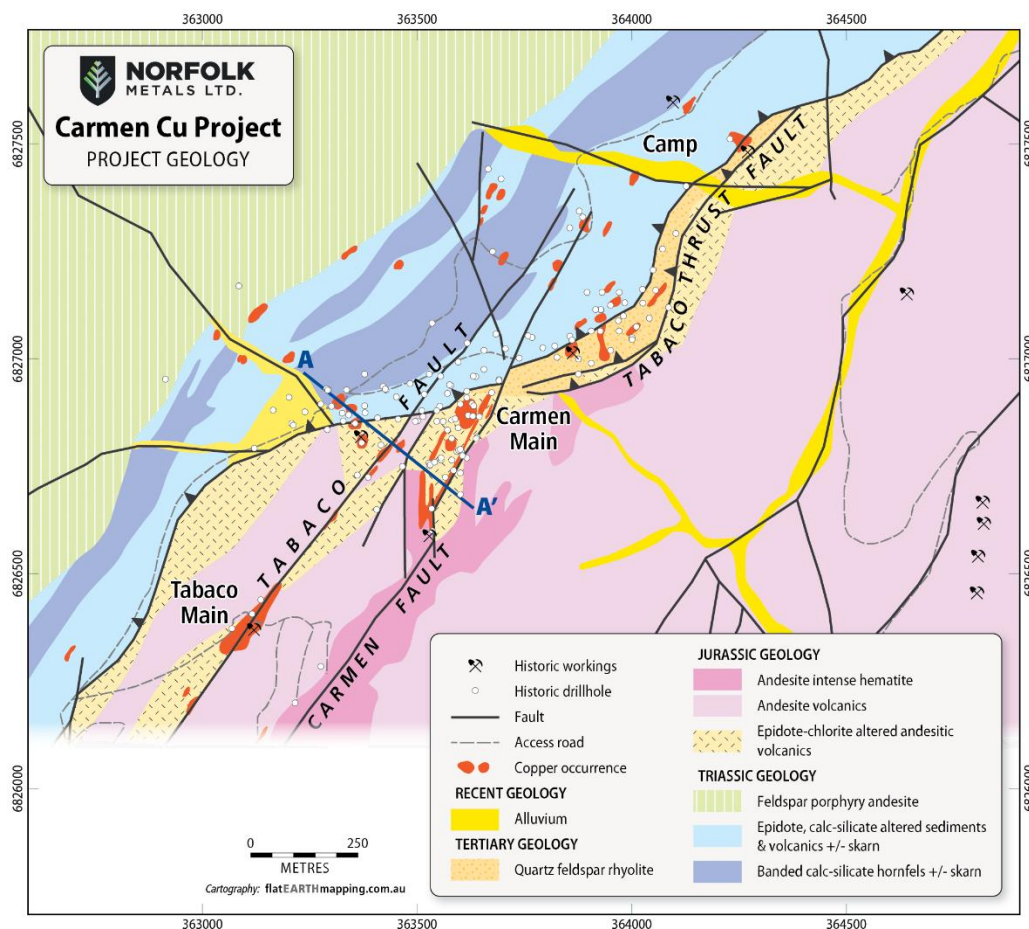 363000
363500
364000
364500
NORFOLK
METALS LTD.
Carmen Cu Project
PROJECT GEOLOGY
6827500
6827500
Camp
TABACO THRUST FAULT
6827000
6827000
A
TABACO FAULT
Carmen
Main
A'
6826500
6826500
Tabaco
Main
CARMEN FAULT
Historic workings
Historic drillhole
Fault
Access road
Copper occurrence
RECENT GEOLOGY
Alluvium
TERTIARY GEOLOGY
Quartz feldspar rhyolite
JURASSIC GEOLOGY
Andesite intense hematite
Andesite volcanics
Epidote-chlorite altered andesitic
volcanics
TRIASSIC GEOLOGY
Feldspar porphyry andesite
Epidote, calc-silicate altered sediments
& volcanics +/- skarn
Banded calc-silicate hornfels +/- skarn
6826000
6826000
0 250
METRES
Cartography: flatEARTHmapping.com.au
363000
363500
364000
364500